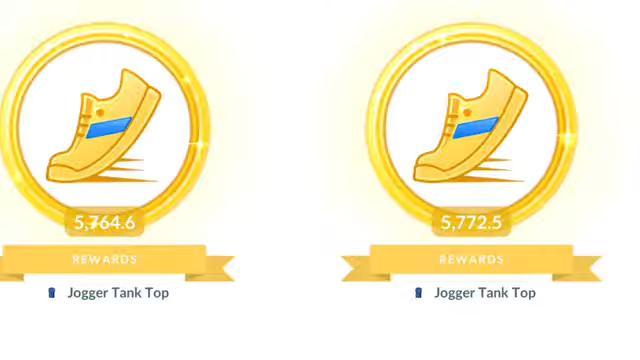 5,764.6
REWARDS
Jogger Tank Top
5,772.5
REWARDS
Jogger Tank Top